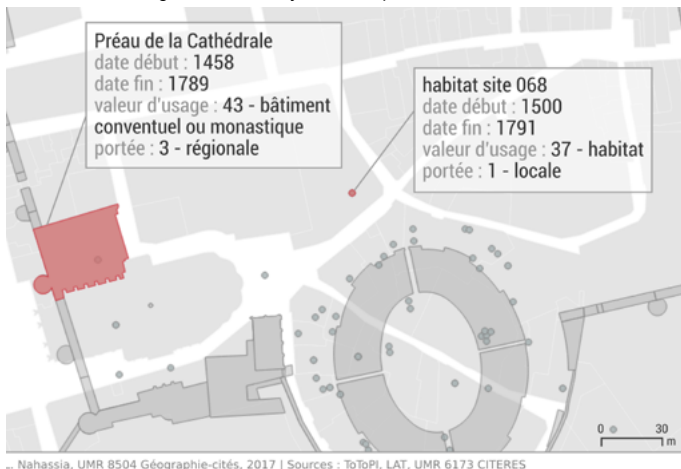 Préau de la Cathédrale
date début : 1458
date fin : 1789
valeur d'usage : 43 - bâtiment
conventuel ou monastique
portée : 3 - régionale
habitat site 068
date début : 1500
date fin : 1791
valeur d'usage : 37 - habitat
portée : 1 - locale
0 30
m
Nahassia, UMR 8504 Géographie-cités, 2017 | Sources : ToToPI, LAT, UMR 6173 CITERES